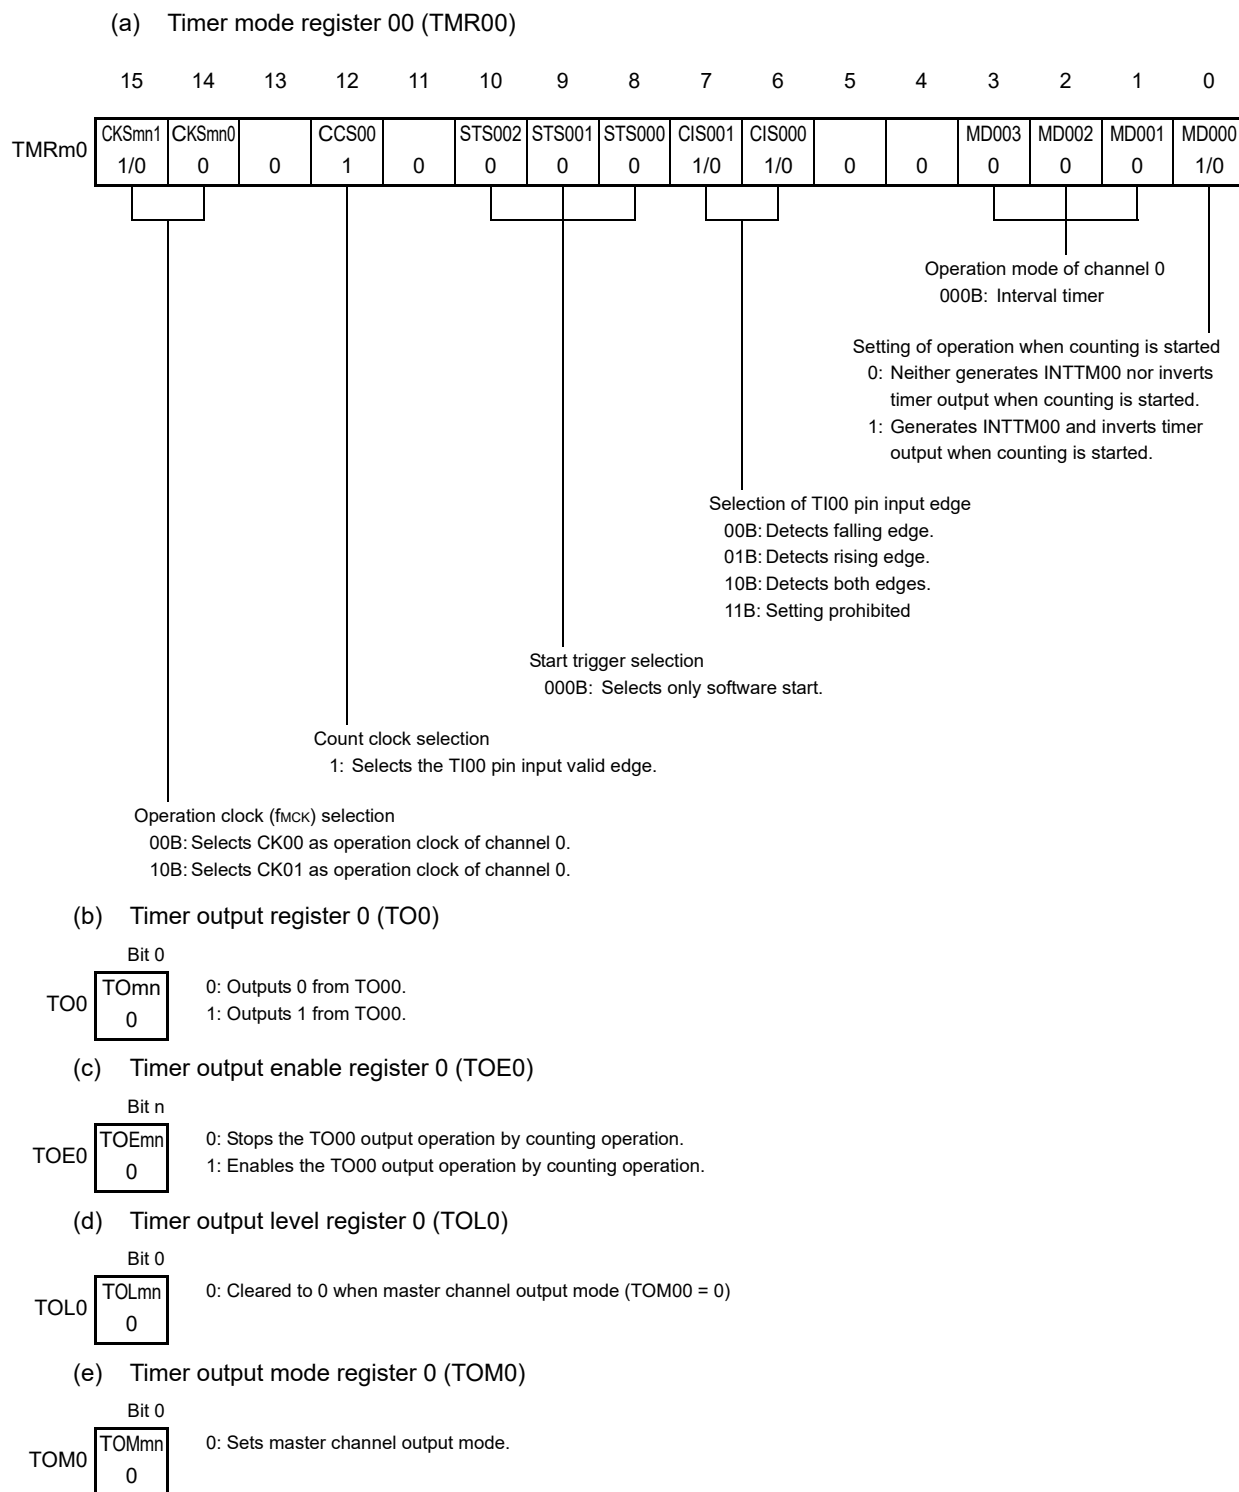 (a) Timer mode register 00 (TMR00)
15 14 13 12 11 10 9 8 7 6 5 4 3 2 1 0
TMRm0 CKSmn1 CKSmn0 CCS00 STS002 STS001 STS000 CIS001 CIS000 MD003 MD002 MD001 MD000
1/0 0 0 1 0 0 0 0 1/0 1/0 0 0 0 0 0 1/0
Operation mode of channel 0
000B: Interval timer
Setting of operation when counting is started
0: Neither generates INTTM00 nor inverts
timer output when counting is started.
1: Generates INTTM00 and inverts timer
output when counting is started.
Selection of TI00 pin input edge
00B: Detects falling edge.
01B: Detects rising edge.
10B: Detects both edges.
11B: Setting prohibited
Start trigger selection
000B: Selects only software start.
Count clock selection
1: Selects the TI00 pin input valid edge.
Operation clock (fMCK) selection
00B: Selects CK00 as operation clock of channel 0.
10B: Selects CK01 as operation clock of channel 0.
(b) Timer output register 0 (TO0)
Bit 0
TO0 TOmn 0
0: Outputs 0 from TO00.
1: Outputs 1 from TO00.
(c) Timer output enable register 0 (TOE0)
Bit n
TOE0 TOEmn 0
0: Stops the TO00 output operation by counting operation.
1: Enables the TO00 output operation by counting operation.
(d) Timer output level register 0 (TOL0)
Bit 0
TOL0 TOLmn 0
0: Cleared to 0 when master channel output mode (TOM00 = 0)
(e) Timer output mode register 0 (TOM0)
Bit 0
TOM0 TOMmn 0
0: Sets master channel output mode.